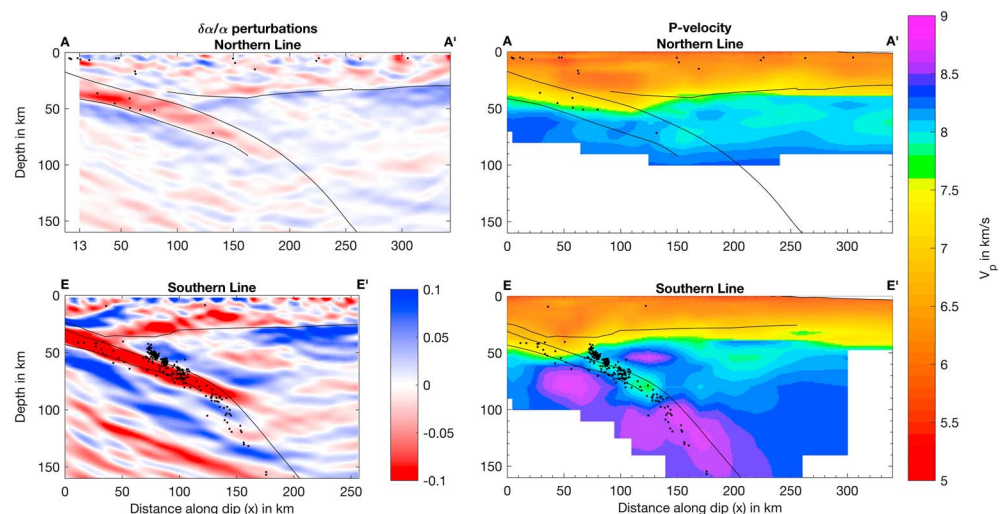 δα/α perturbations
Northern Line
A A'
0
50
100
150
Depth in km
13 50 100 150 200 250 300
P-velocity
Northern Line
A A'
0
50
100
150
0 50 100 150 200 250 300
Southern Line
E E'
0
50
100
150
Depth in km
0 50 100 150 200 250
Distance along dip (x) in km
0.1
0.05
0
-0.05
-0.1
Southern Line
E E'
0
50
100
150
0 50 100 150 200 250 300
Distance along dip (x) in km
9
8.5
8
7.5
7
6.5
6
5.5
5
Vp in km/s